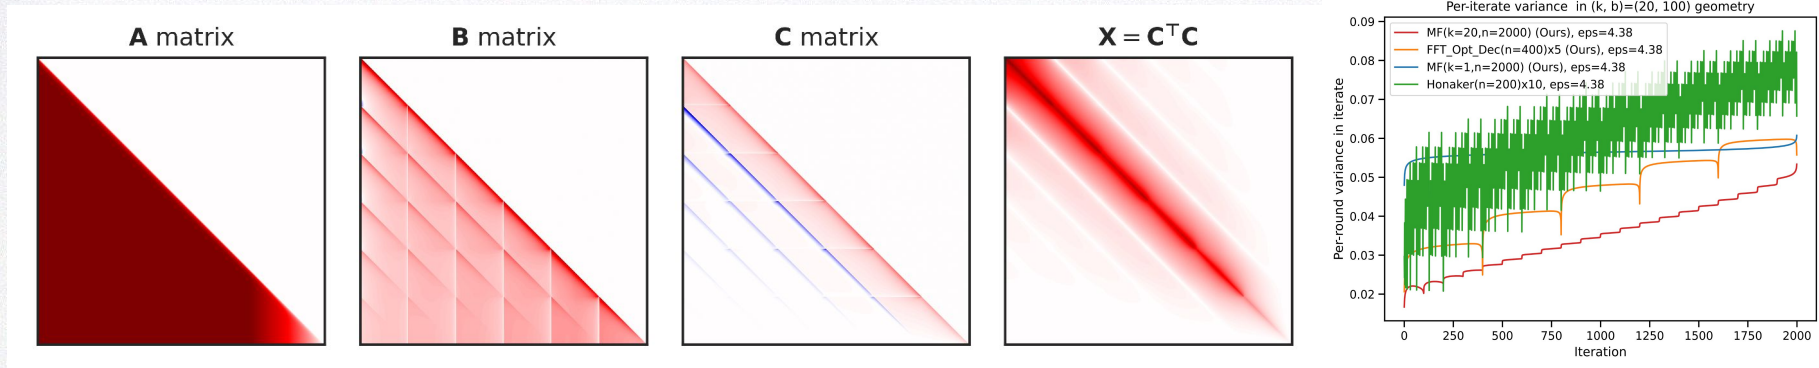 A matrix
B matrix
C matrix
X = C⊤C
Per-iterate variance in (k, b)=(20, 100) geometry
MF(k=20,n=2000) (Ours), eps=4.38
FFT_Opt_Dec(n=400)x5 (Ours), eps=4.38
MF(k=1,n=2000) (Ours), eps=4.38
Honaker(n=200)x10, eps=4.38
Per-round variance in iterate
0.09
0.08
0.07
0.06
0.05
0.04
0.03
0.02
0 250 500 750 1000 1250 1500 1750 2000
Iteration